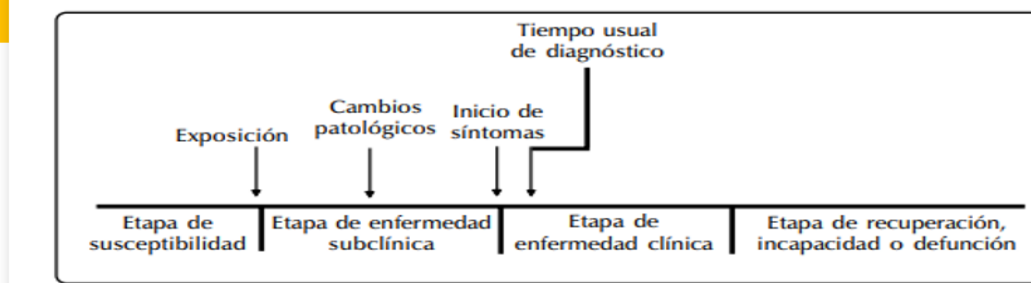 Tiempo usual
de diagnóstico
Cambios
patológicos
Inicio de
síntomas
Exposición
Etapa de
susceptibilidad
Etapa de enfermedad
subclínica
Etapa de
enfermedad clínica
Etapa de recuperación,
incapacidad o defunción